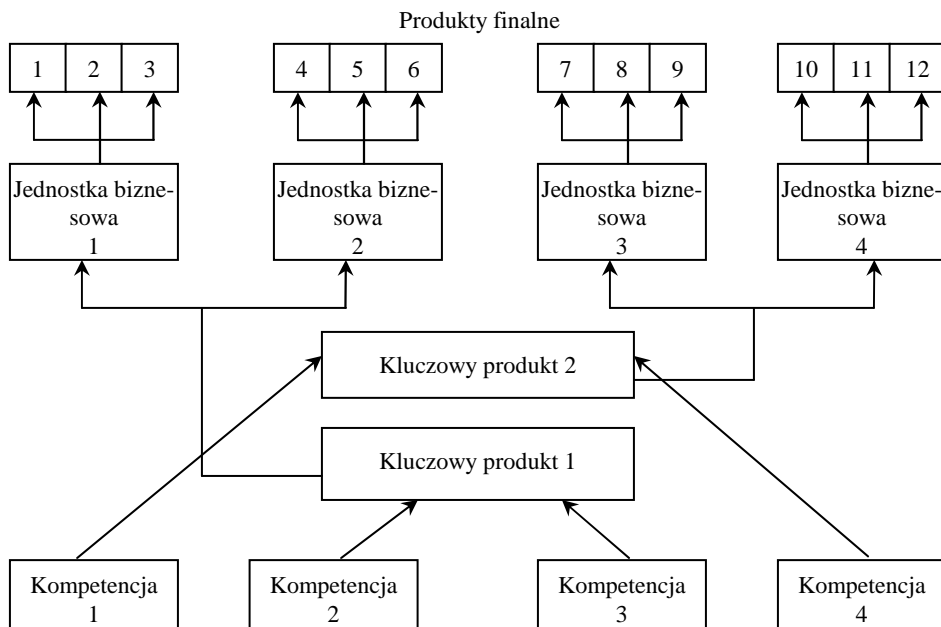 Produkty finalne
1 2 3 4 5 6 7 8 9 10 11 12
Jednostka bizne-
sowa
1
Jednostka bizne-
sowa
2
Jednostka bizne-
sowa
3
Jednostka bizne-
sowa
4
Kluczowy produkt 2
Kluczowy produkt 1
Kompetencja
1
Kompetencja
2
Kompetencja
3
Kompetencja
4